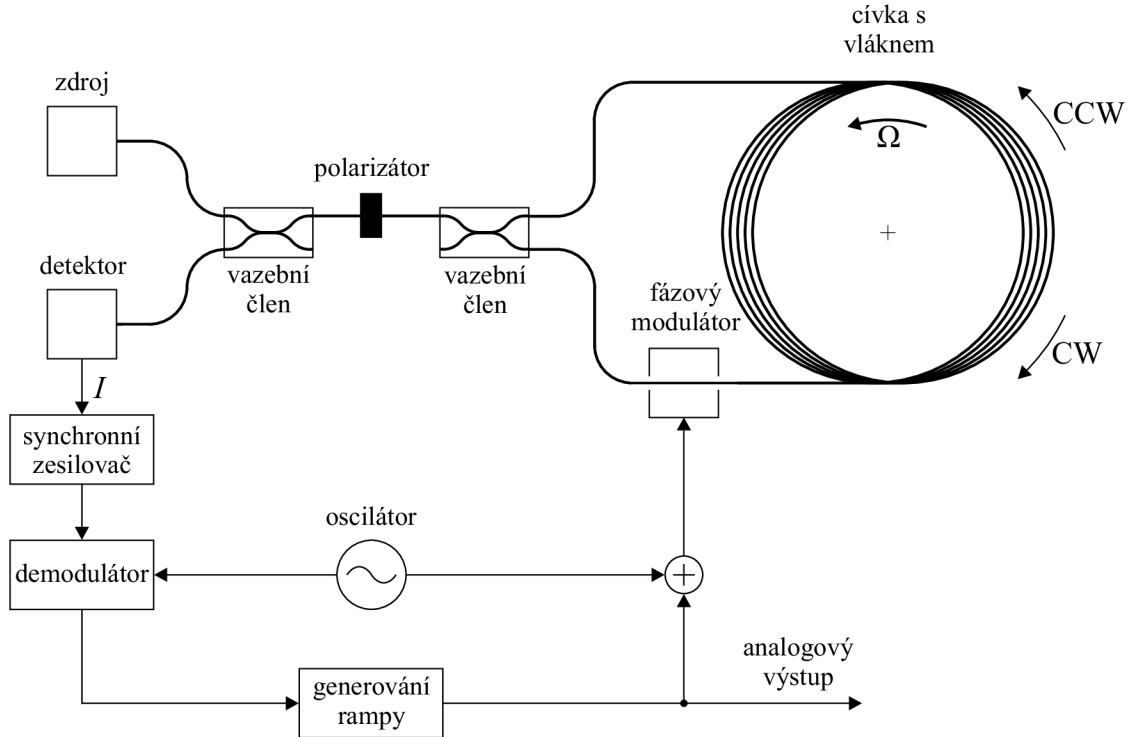 cívka s
vláknem
zdroj
CCW
Ω
polarizátor
detektor
vazební
člen
vazební
člen
fázový
modulátor
CW
I
synchronní
zesilovač
oscilátor
demodulátor
+
analogový
výstup
generování
rampy